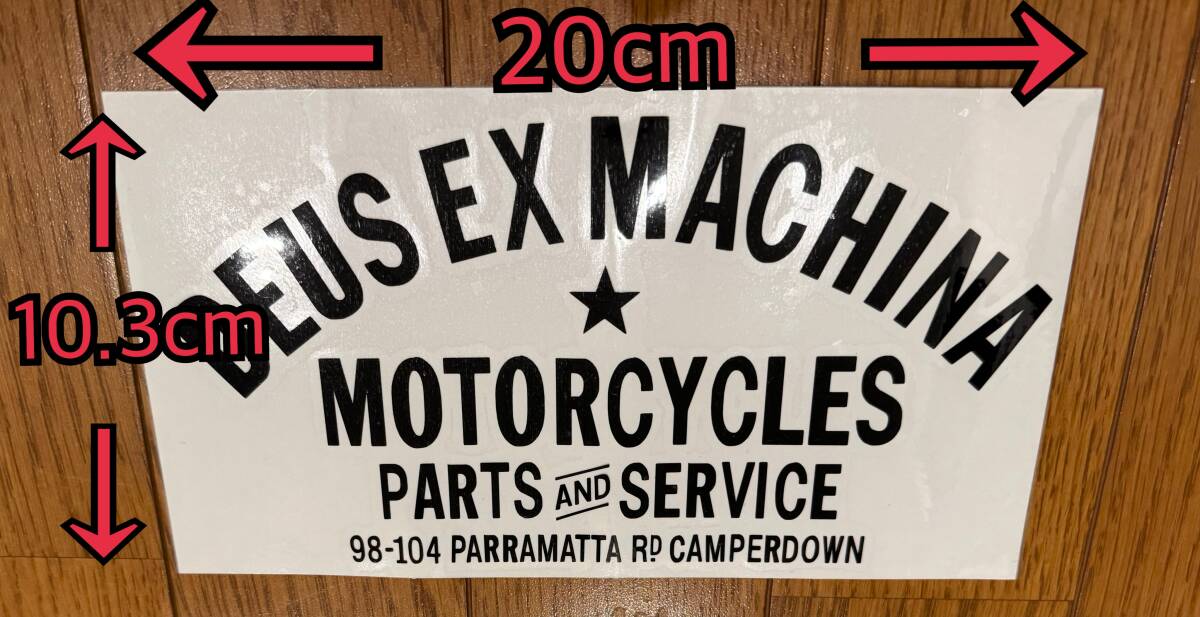 20cm
10.3cm
DEUS EX MACHINA
MOTORCYCLES
PARTS AND SERVICE
98-104 PARRAMATTA RD CAMPERDOWN